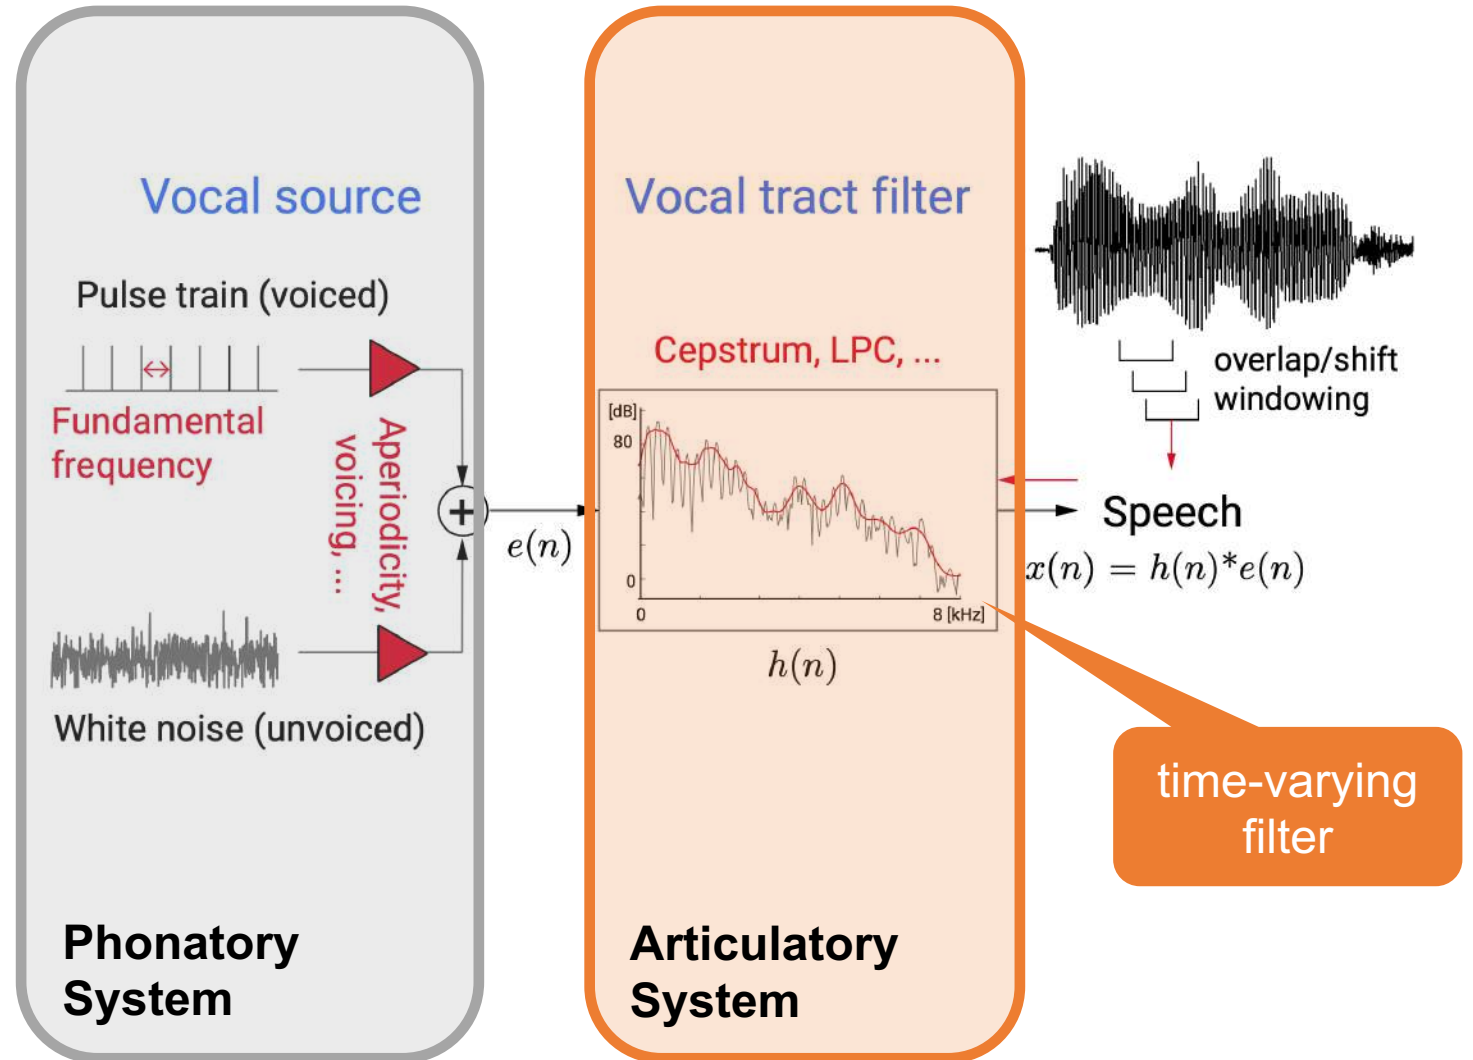 Vocal source
Pulse train (voiced)
Fundamental
frequency
Aperiodicity,
voicing, ...
+
White noise (unvoiced)
Phonatory
System
e(n)
Vocal tract filter
Cepstrum, LPC, ...
[dB]
80
0
0
8 [kHz]
h(n)
Articulatory
System
overlap/shift
windowing
Speech
x(n) = h(n)*e(n)
time-varying
filter